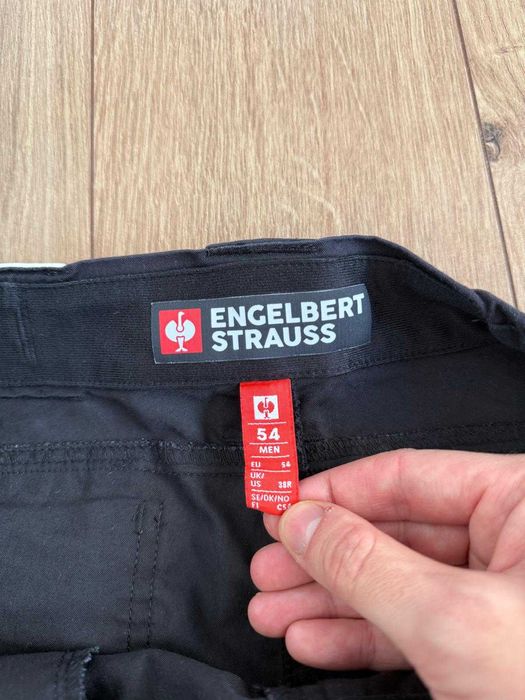 ENGELBERT
STRAUSS
54
MEN
EU 54
UK/
US 38R
SE/DK/NO
FI